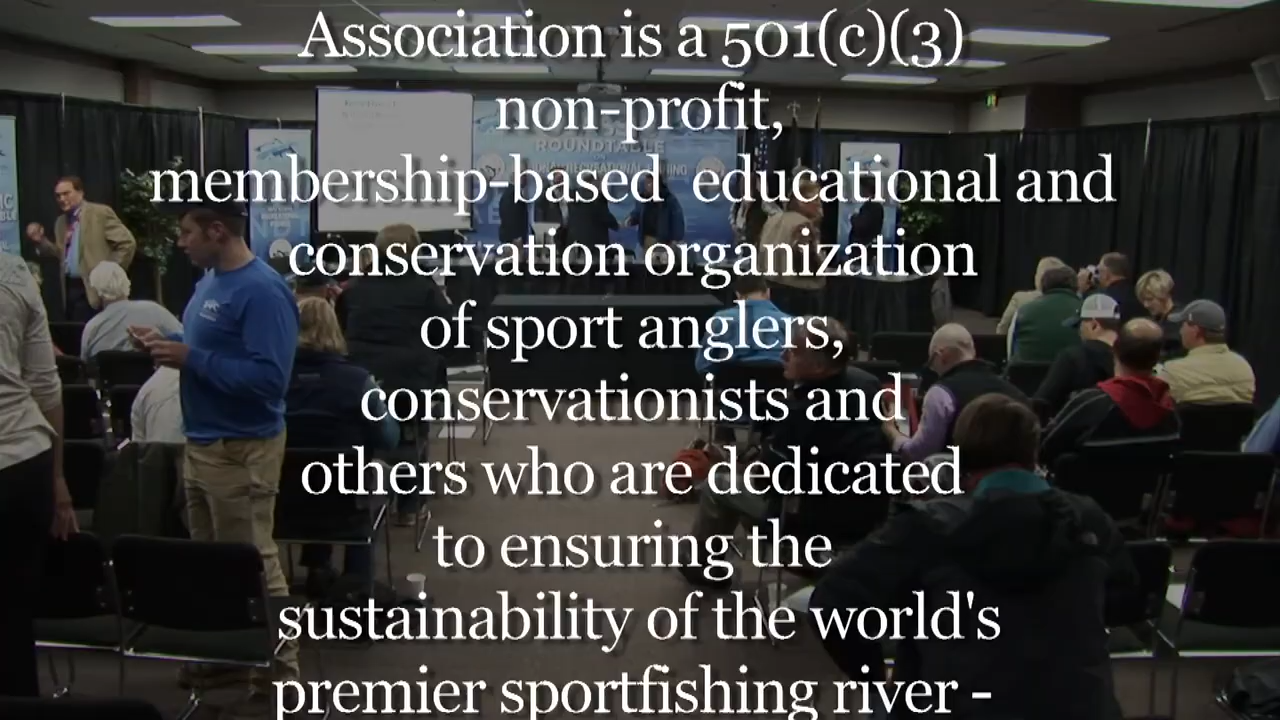 Association is a 501(c)(3)
non-profit,
membership-based educational and
conservation organization
of sport anglers,
conservationists and
others who are dedicated
to ensuring the
sustainability of the world's
premier sportfishing river -
ROUNDTABLE